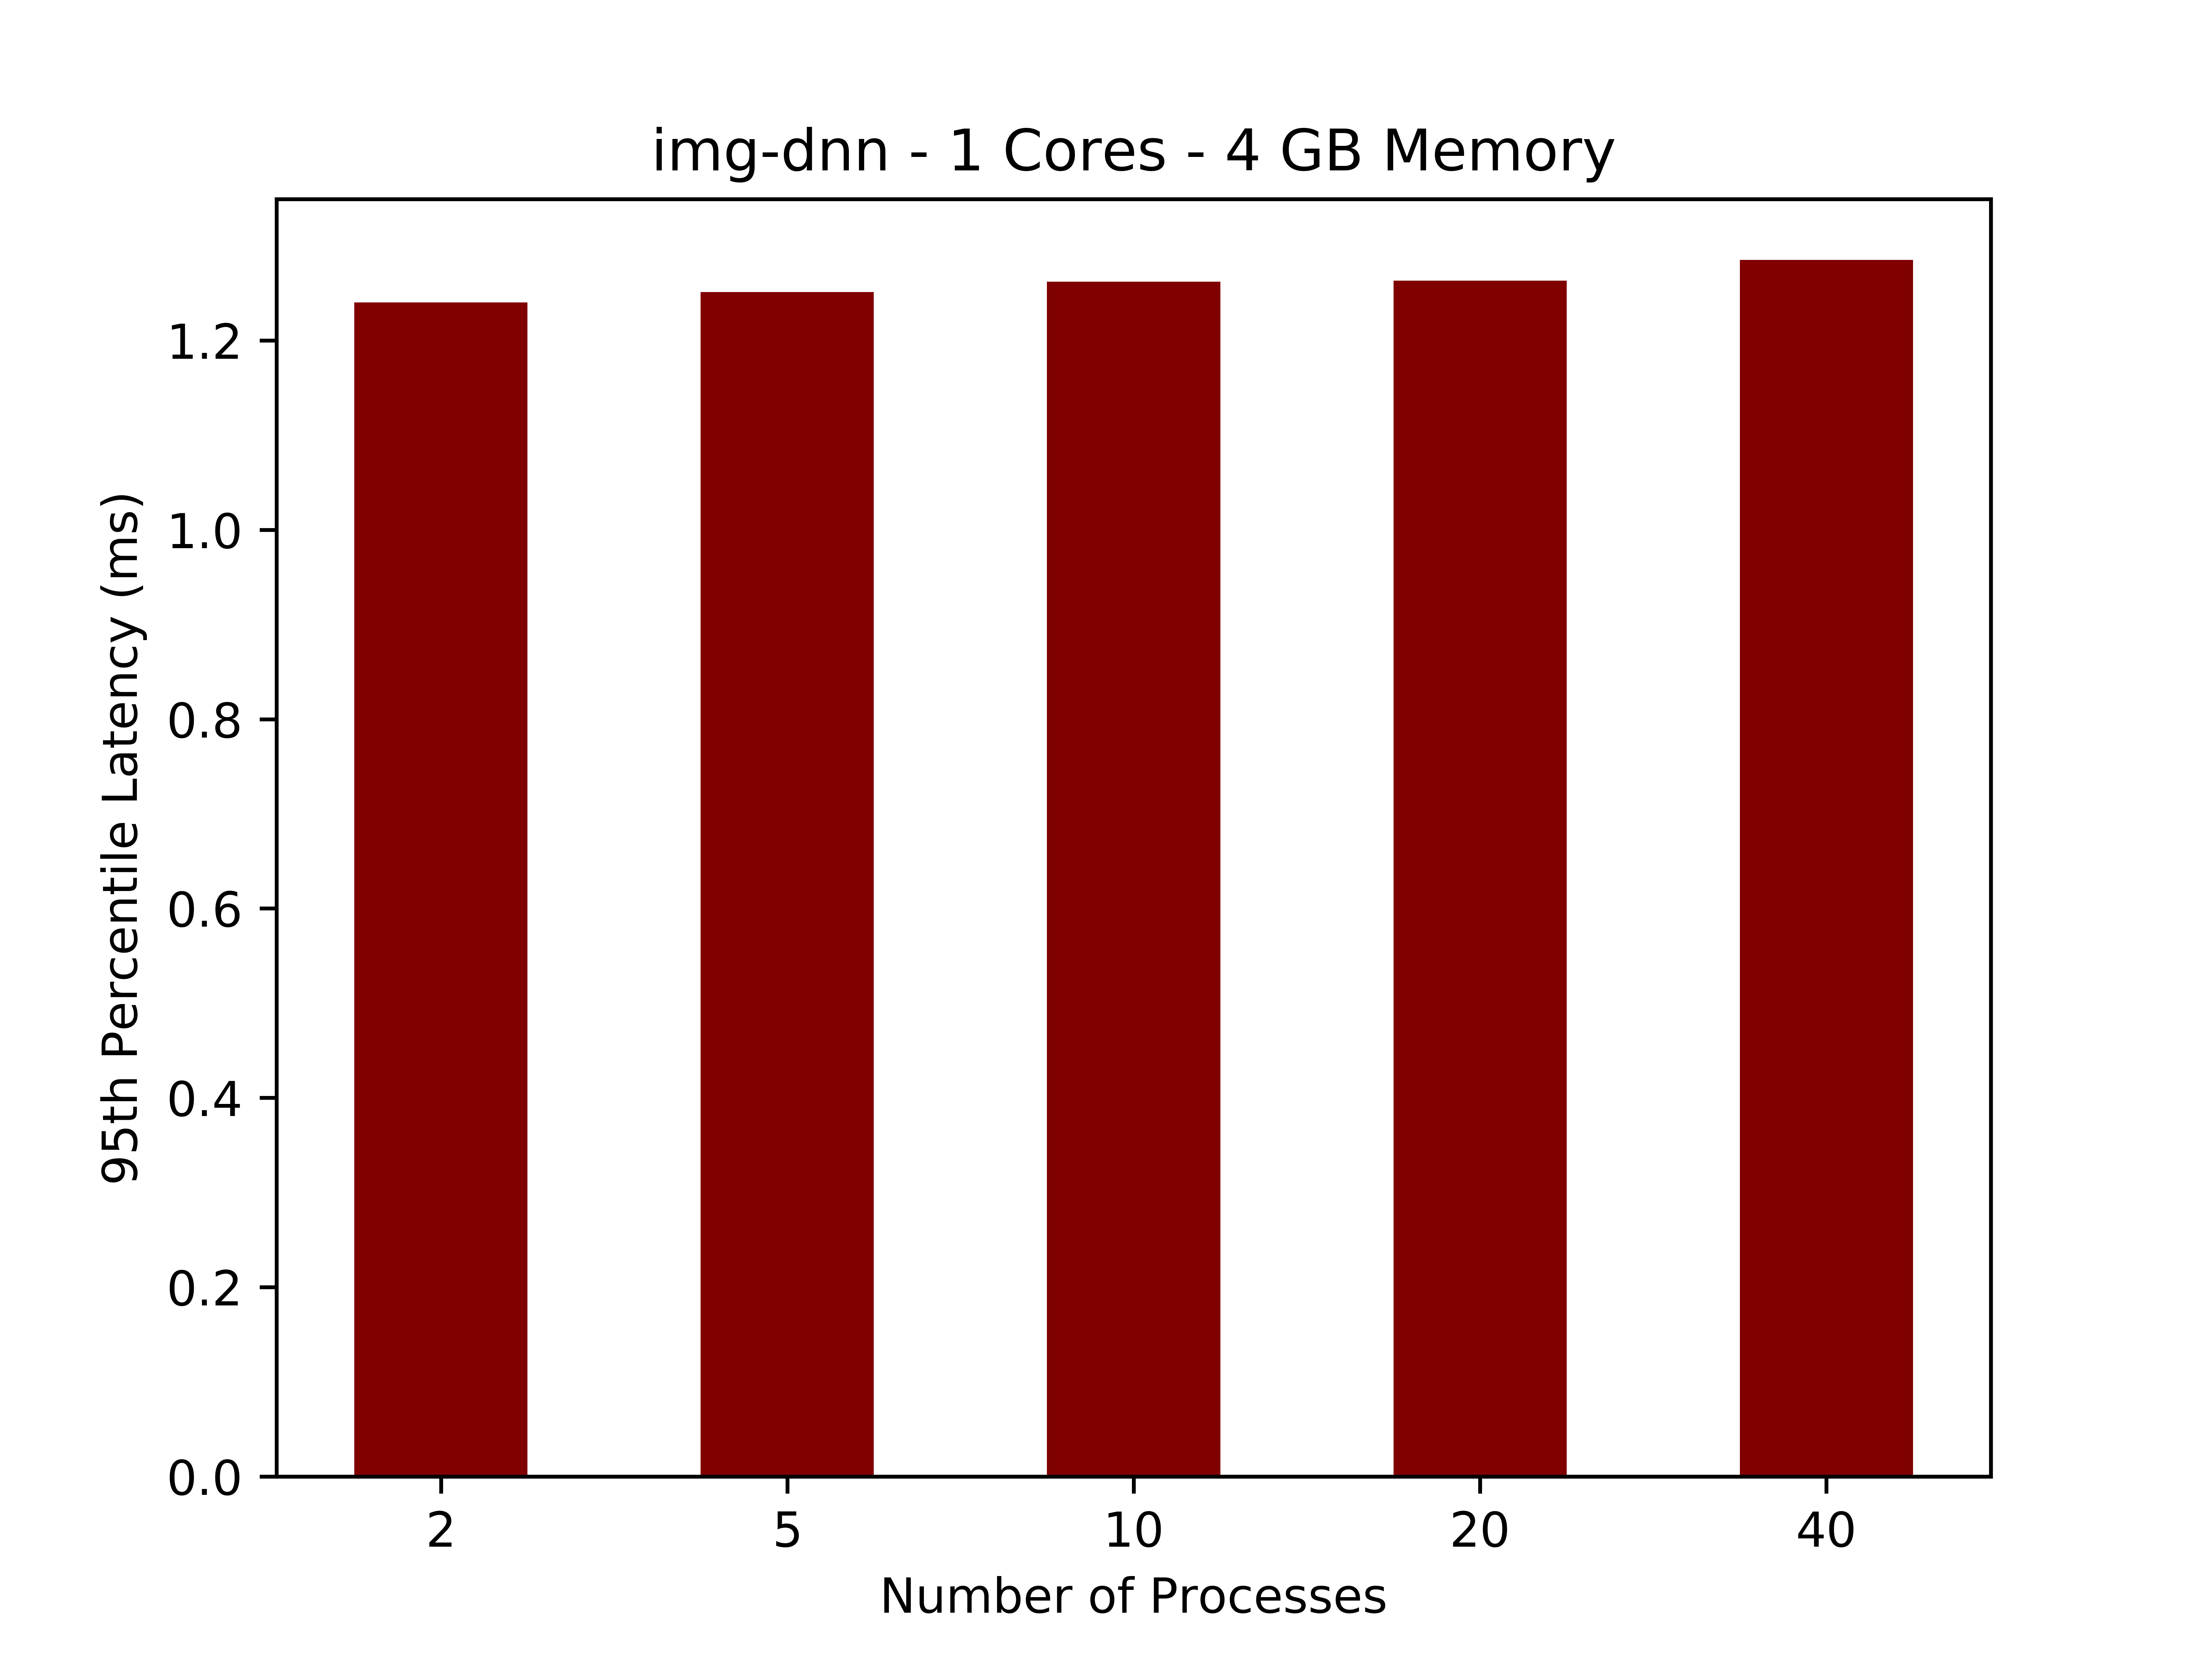 img-dnn - 1 Cores - 4 GB Memory
95th Percentile Latency (ms)
1.2
1.0
0.8
0.6
0.4
0.2
0.0
2 5 10 20 40
Number of Processes